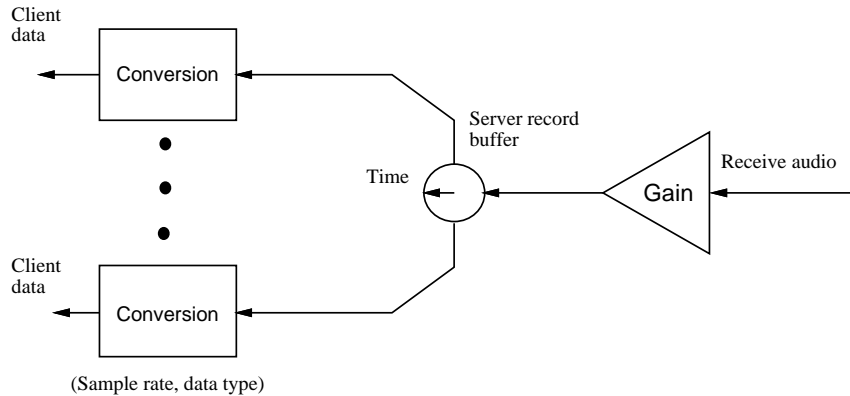 Client
data
Conversion
Server record
buffer
Time
Gain
Receive audio
Client
data
Conversion
(Sample rate, data type)